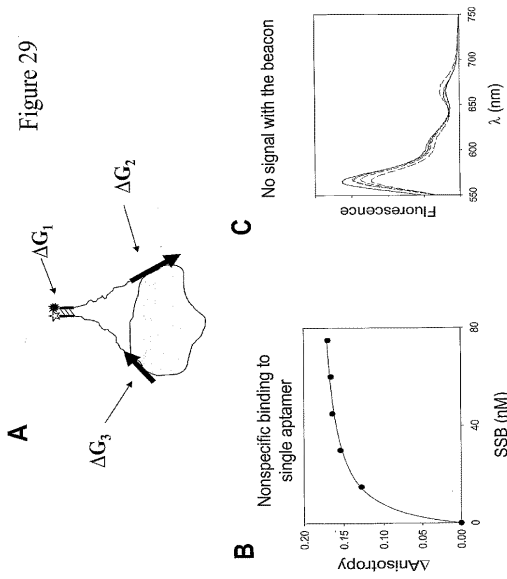 Figure 29
A
ΔG₁
ΔG₂
ΔG₃
B
Nonspecific binding to
single aptamer
ΔAnisotropy
0.20
0.15
0.10
0.05
0.00
0
40
80
SSB (nM)
C
No signal with the beacon
Fluorescence
550
600
650
700
750
λ (nm)